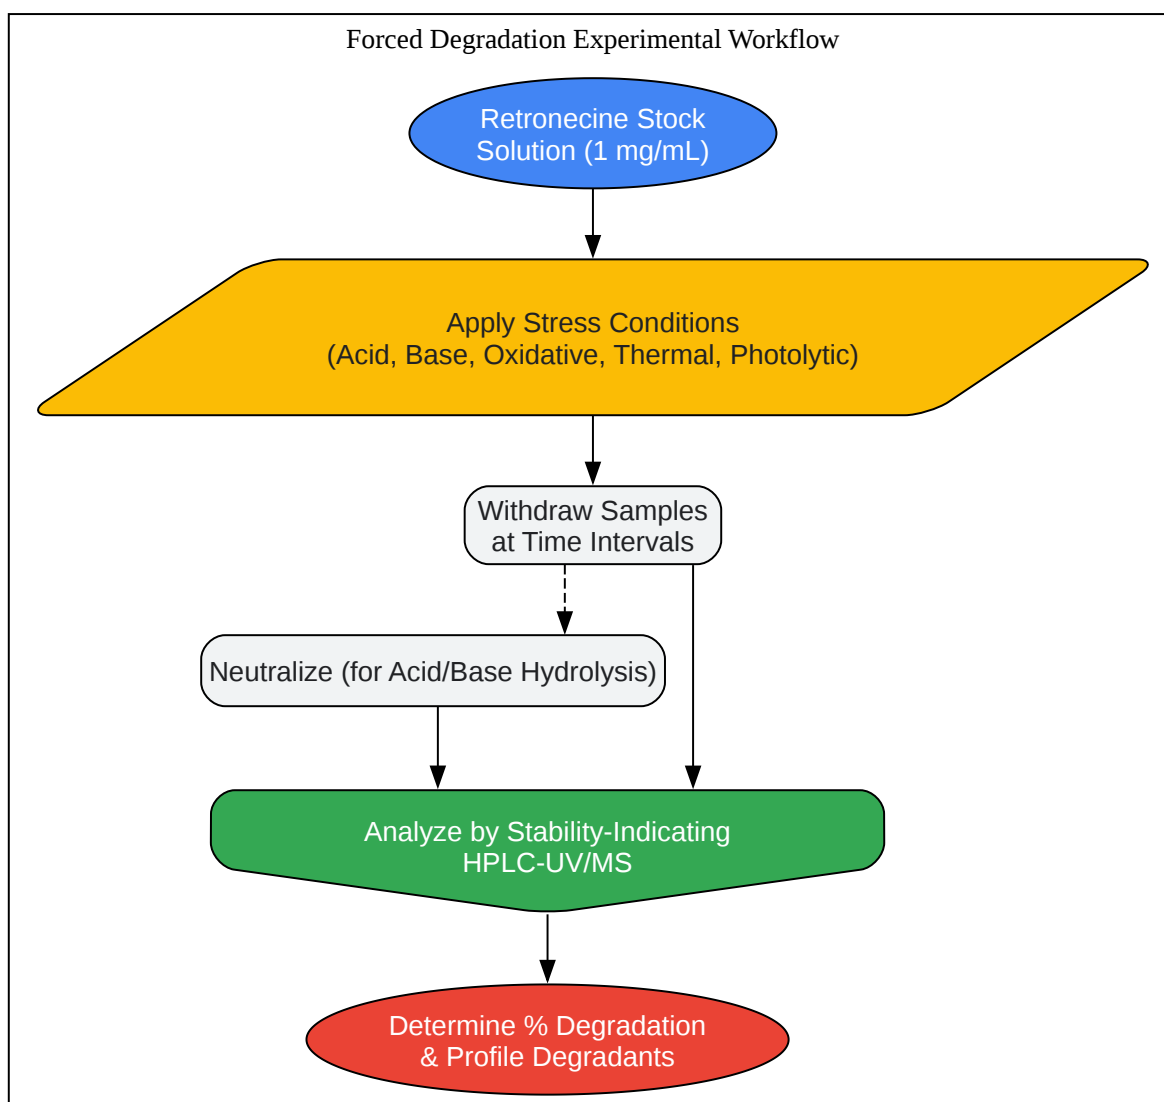 Forced Degradation Experimental Workflow
Retronecine Stock
Solution (1 mg/mL)
Apply Stress Conditions
(Acid, Base, Oxidative, Thermal, Photolytic)
Withdraw Samples
at Time Intervals
Neutralize (for Acid/Base Hydrolysis)
Analyze by Stability-Indicating
HPLC-UV/MS
Determine % Degradation
& Profile Degradants